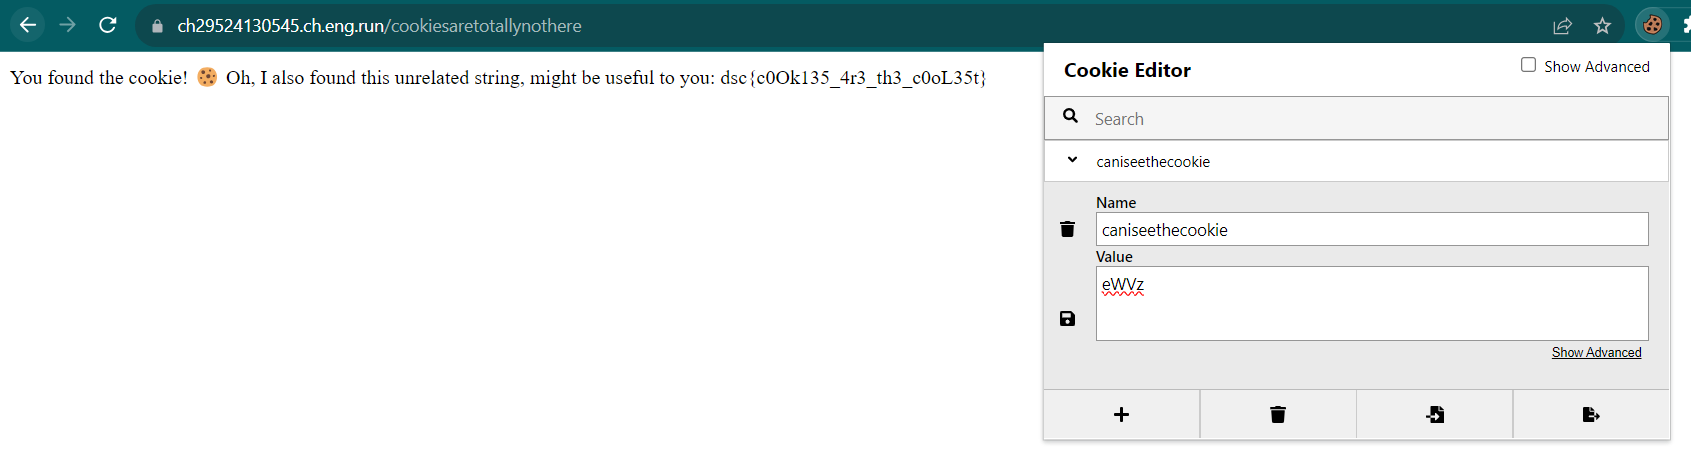 ch29524130545.ch.eng.run/cookiesaretotallynothere
You found the cookie! 🍪 Oh, I also found this unrelated string, might be useful to you: dsc{c0Ok135_4r3_th3_c0oL35t}
Cookie Editor
Show Advanced
Search
caniseethecookie
Name
caniseethecookie
Value
eWVz
Show Advanced